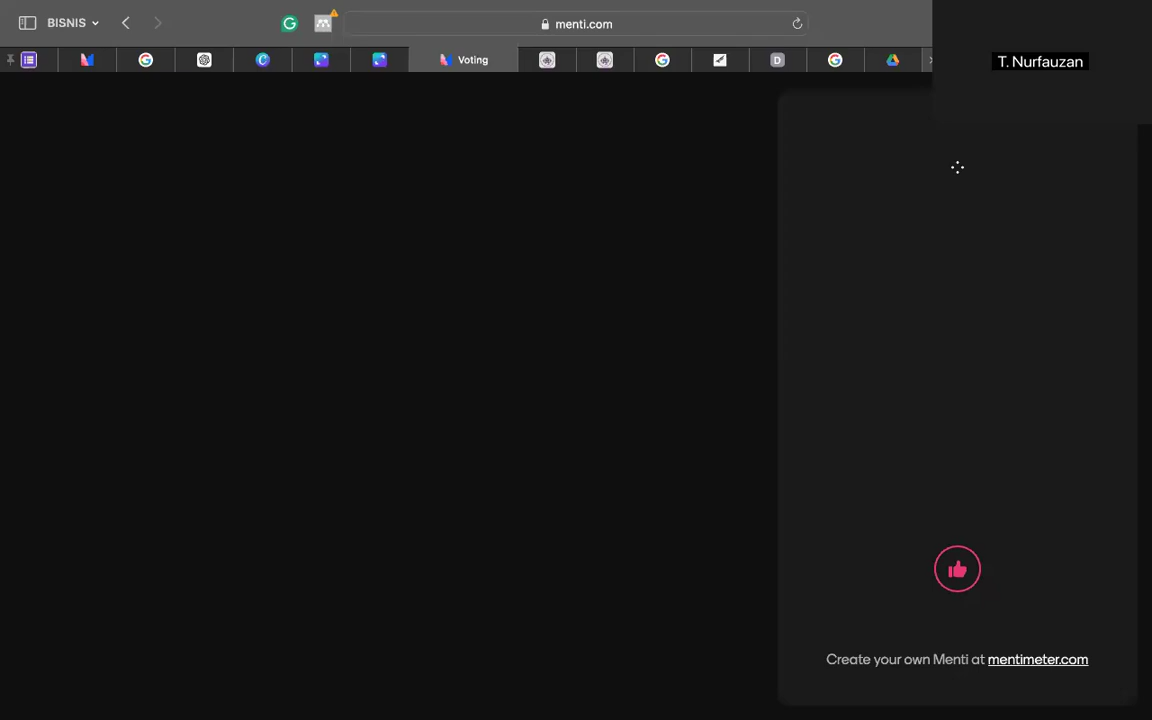 BISNIS
menti.com
Voting
D
T. Nurfauzan
Create your own Menti at mentimeter.com